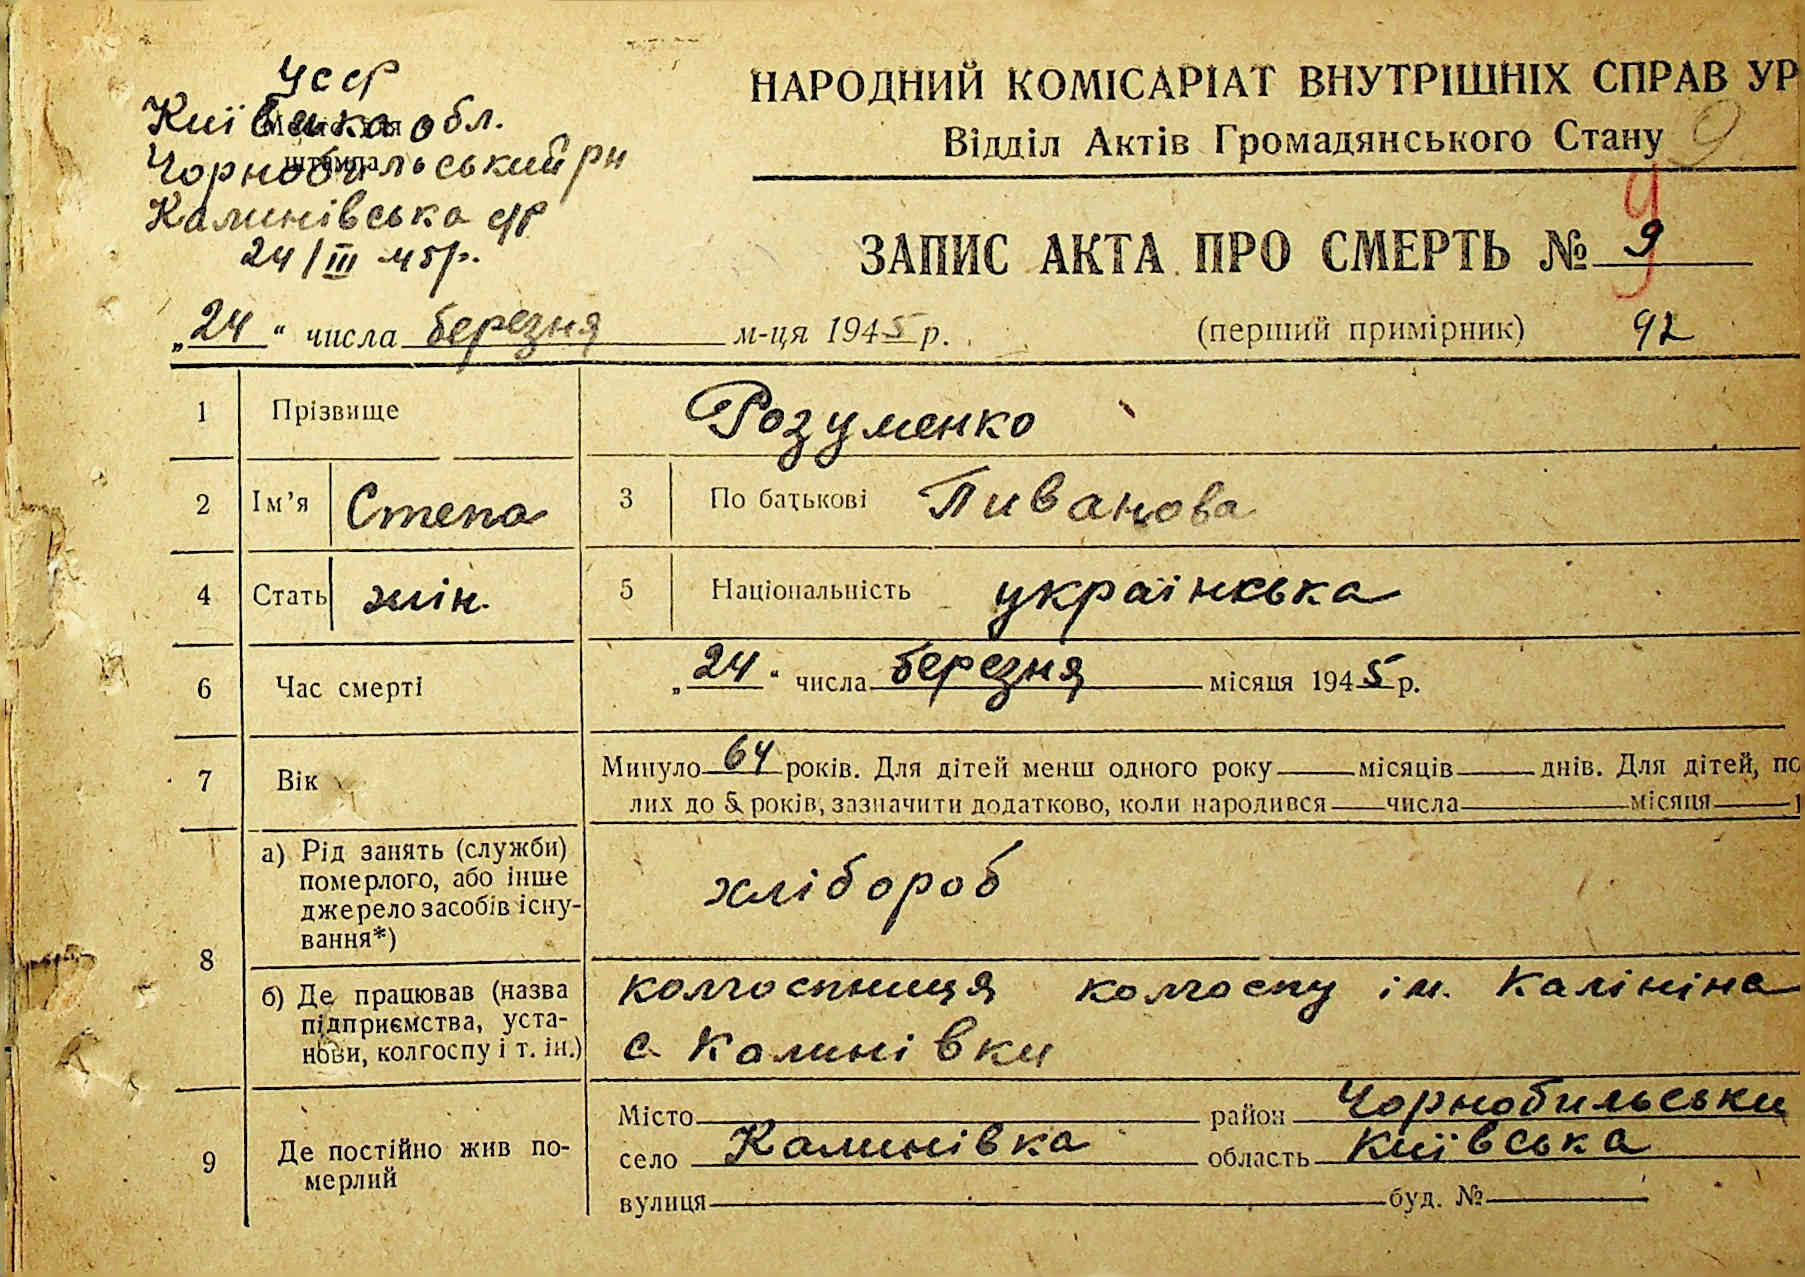 УССР
Київська обл.
Чорнобильський рн
Калинівська с/р
24/III 45р.
НАРОДНИЙ КОМІСАРІАТ ВНУТРІШНІХ СПРАВ УР
Відділ Актів Громадянського Стану 9
9
ЗАПИС АКТА ПРО СМЕРТЬ № 9
„24“ числа березня м-ця 1945 р. (перший примірник) 92
1 Прізвище Розуменко
2 Ім'я Степа 3 По батькові Ливанова
4 Стать жін. 5 Національність українська
6 Час смерті „24“ числа березня місяця 1945 р.
7 Вік Минуло 64 років. Для дітей менш одного року місяців днів. Для дітей, по
лих до 5 років, зазначити додатково, коли народився числа місяця
8 а) Рід занять (служби)
померлого, або інше
джерело засобів існу-
вання*)
хлібороб
б) Де працював (назва
підприємства, уста-
нови, колгоспу і т. ін.)
колгоспниця колгоспу ім. Калініна
с Калинівки
9 Де постійно жив по-
мерлий
Місто район Чорнобильськи
село Калинівка область Київська
вулиця буд. №